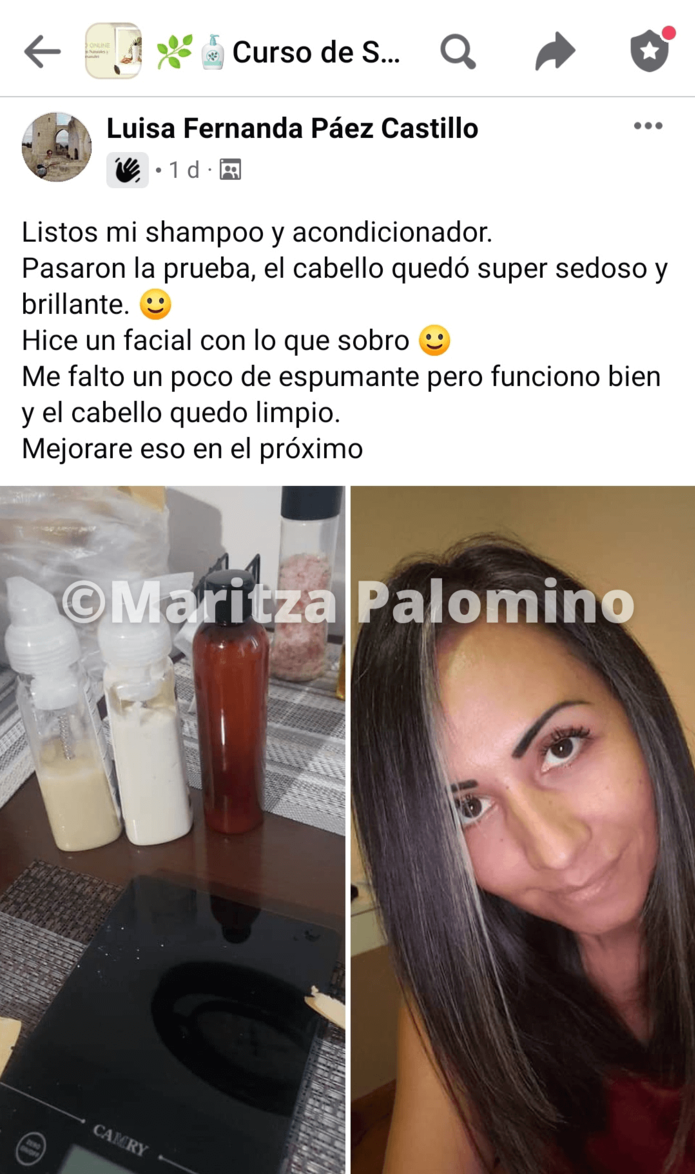 Curso de S...
Luisa Fernanda Páez Castillo
1 d
Listos mi shampoo y acondicionador.
Pasaron la prueba, el cabello quedó super sedoso y
brillante. 🙂
Hice un facial con lo que sobro 🙂
Me falto un poco de espumante pero funciono bien
y el cabello quedo limpio.
Mejorare eso en el próximo
©Maritza Palomino
CAMRY